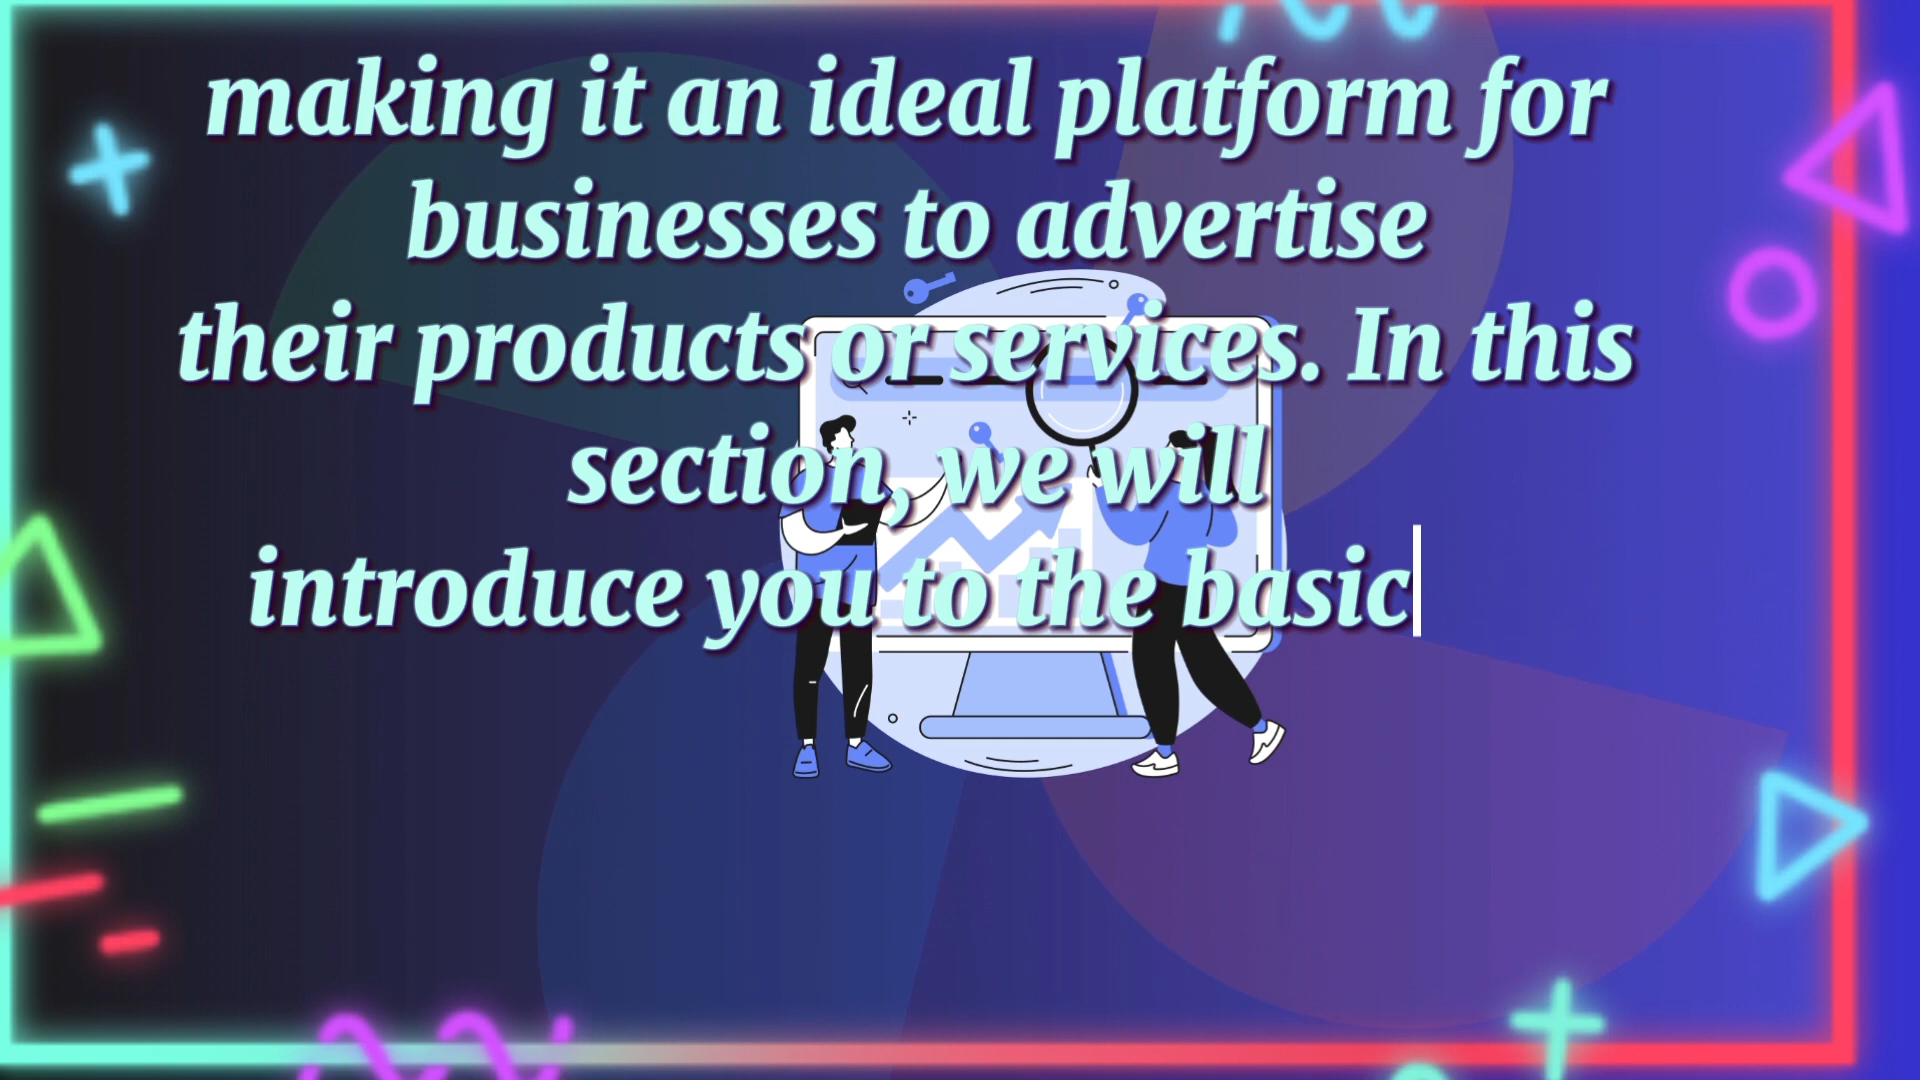 making it an ideal platform for
businesses to advertise
their products or services. In this
section, we will
introduce you to the basic